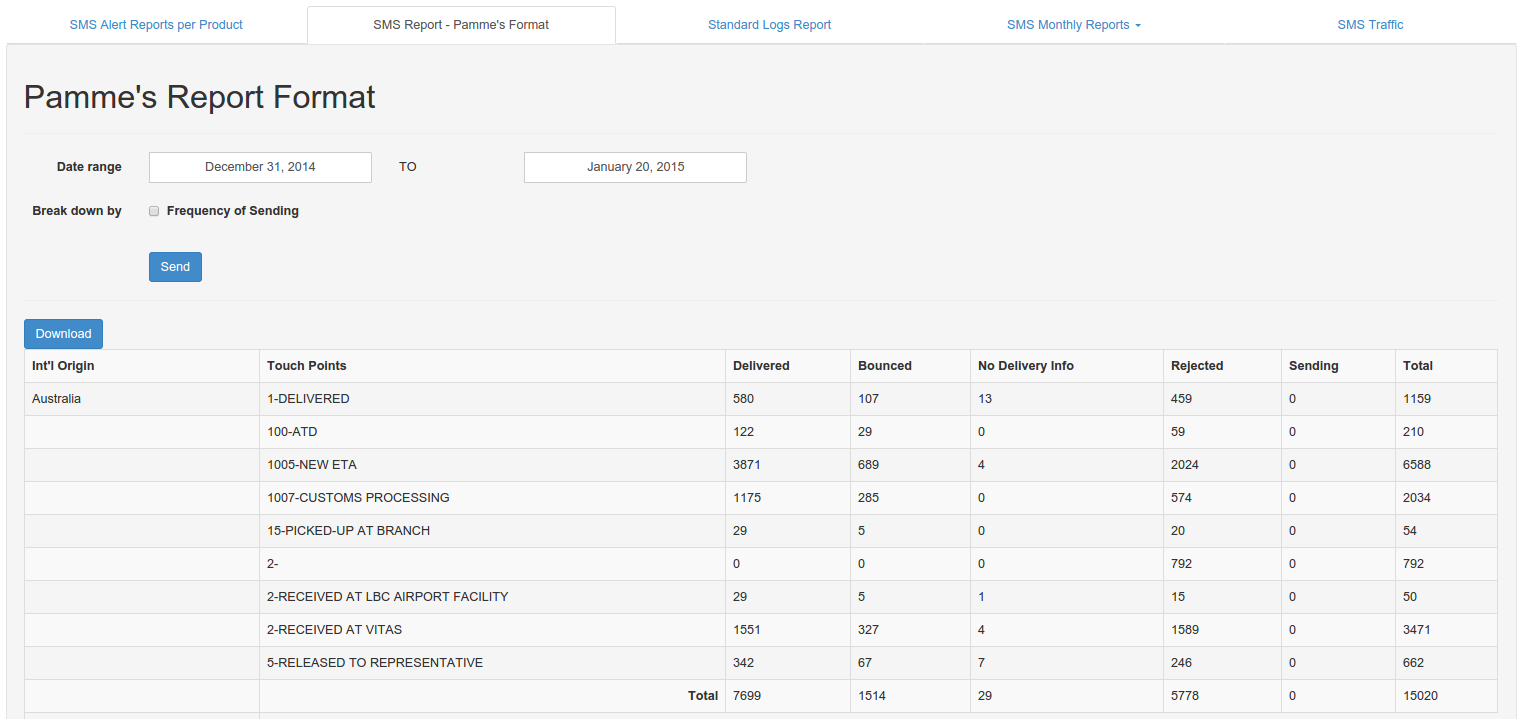 SMS Alert Reports per Product SMS Report - Pamme's Format Standard Logs Report SMS Monthly Reports SMS Traffic
Pamme's Report Format
Date range December 31, 2014 TO January 20, 2015
Break down by Frequency of Sending
Send
Download
Int'l Origin Touch Points Delivered Bounced No Delivery Info Rejected Sending Total
Australia 1-DELIVERED 580 107 13 459 0 1159
100-ATD 122 29 0 59 0 210
1005-NEW ETA 3871 689 4 2024 0 6588
1007-CUSTOMS PROCESSING 1175 285 0 574 0 2034
15-PICKED-UP AT BRANCH 29 5 0 20 0 54
2- 0 0 0 792 0 792
2-RECEIVED AT LBC AIRPORT FACILITY 29 5 1 15 0 50
2-RECEIVED AT VITAS 1551 327 4 1589 0 3471
5-RELEASED TO REPRESENTATIVE 342 67 7 246 0 662
Total 7699 1514 29 5778 0 15020